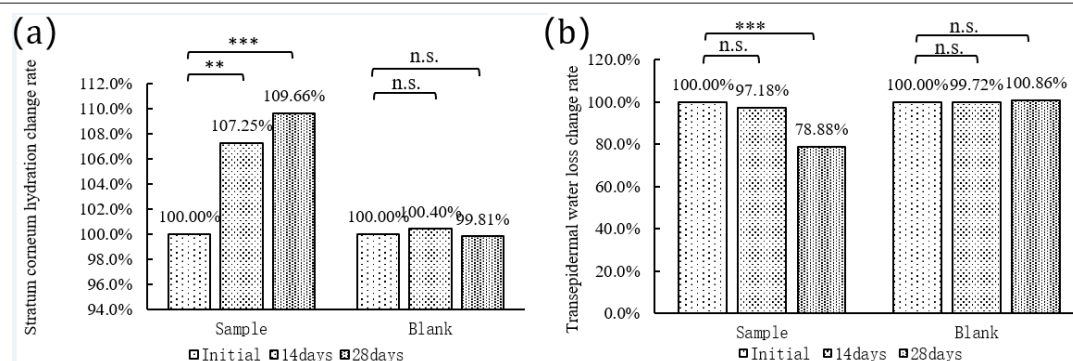 (a)
Stratum corneum hydration change rate
112.0%
110.0%
108.0%
106.0%
104.0%
102.0%
100.0%
98.0%
96.0%
94.0%
***
**
n.s.
n.s.
100.00%
107.25%
109.66%
100.00%
100.40%
99.81%
Sample Blank
Initial 14days 28days
(b)
Transepidermal water loss change rate
120.0%
100.0%
80.0%
60.0%
40.0%
20.0%
0.0%
***
n.s.
n.s.
n.s.
100.00%
97.18%
78.88%
100.00%
99.72%
100.86%
Sample Blank
Initial 14days 28days